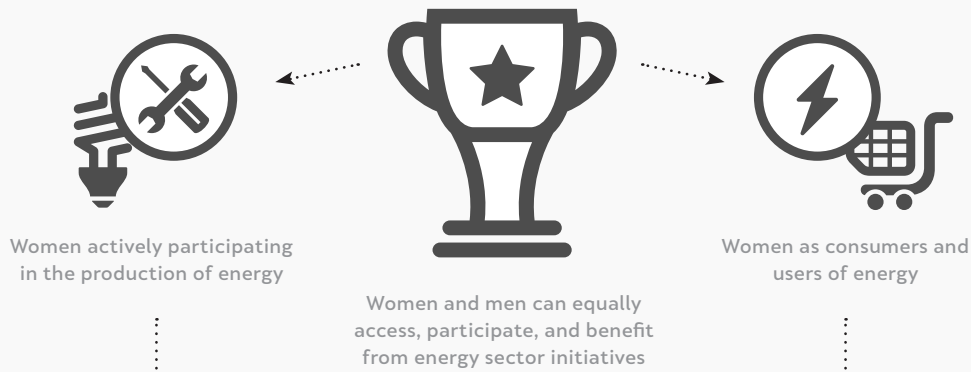 Women actively participating
in the production of energy
Women and men can equally
access, participate, and benefit
from energy sector initiatives
Women as consumers and
users of energy